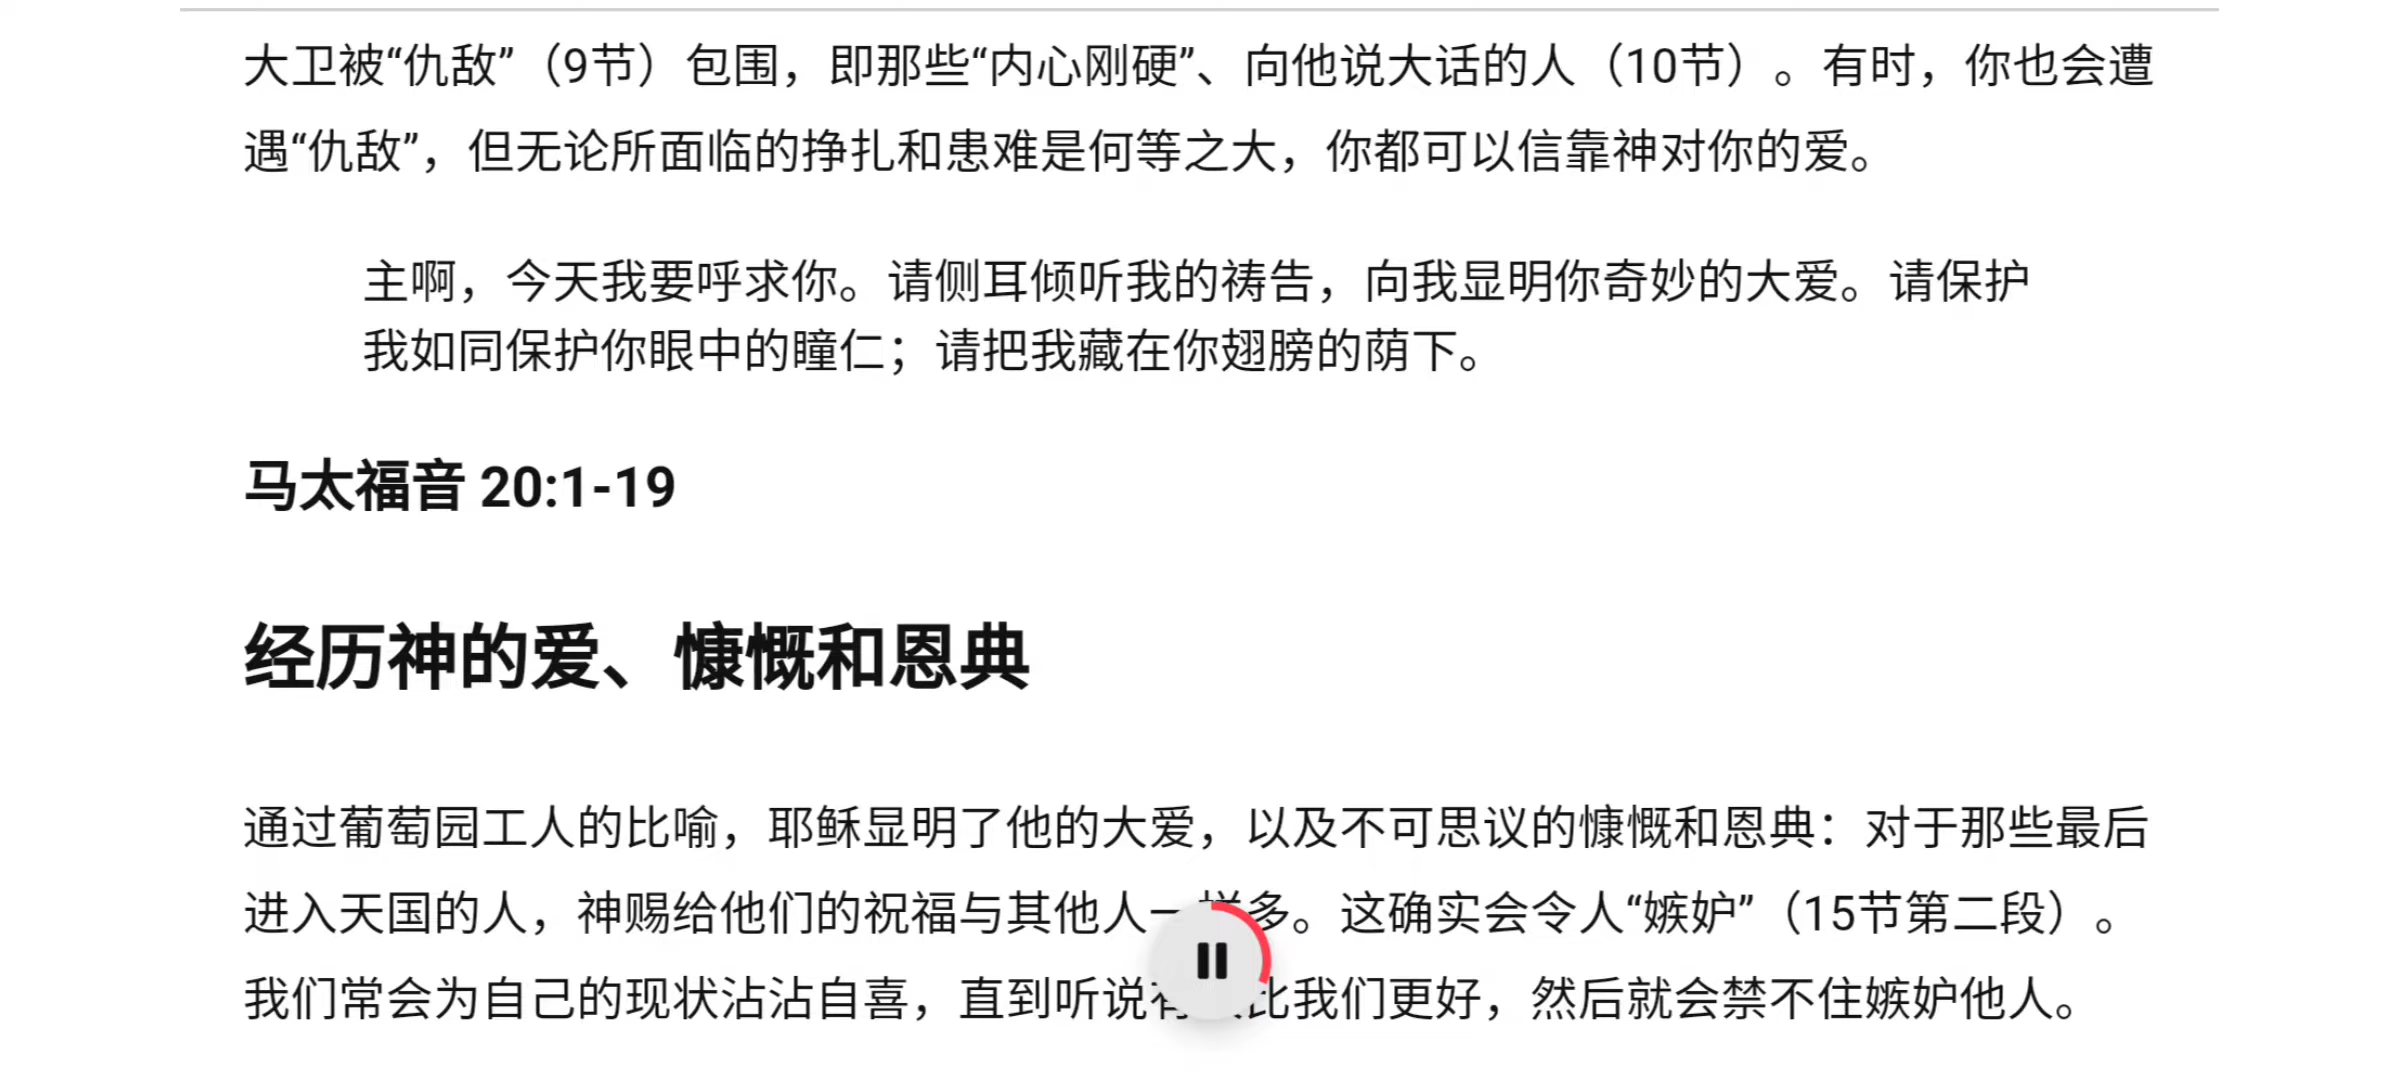 大卫被“仇敌”（9节）包围，即那些“内心刚硬”、向他说大话的人（10节）。有时，你也会遭
遇“仇敌”，但无论所面临的挣扎和患难是何等之大，你都可以信靠神对你的爱。
主啊，今天我要呼求你。请侧耳倾听我的祷告，向我显明你奇妙的大爱。请保护
我如同保护你眼中的瞳仁；请把我藏在你翅膀的荫下。
马太福音 20:1-19
经历神的爱、慷慨和恩典
通过葡萄园工人的比喻，耶稣显明了他的大爱，以及不可思议的慷慨和恩典：对于那些最后
进入天国的人，神赐给他们的祝福与其他人一样多。这确实会令人“嫉妒”（15节第二段）。
我们常会为自己的现状沾沾自喜，直到听说有比我们更好，然后就会禁不住嫉妒他人。